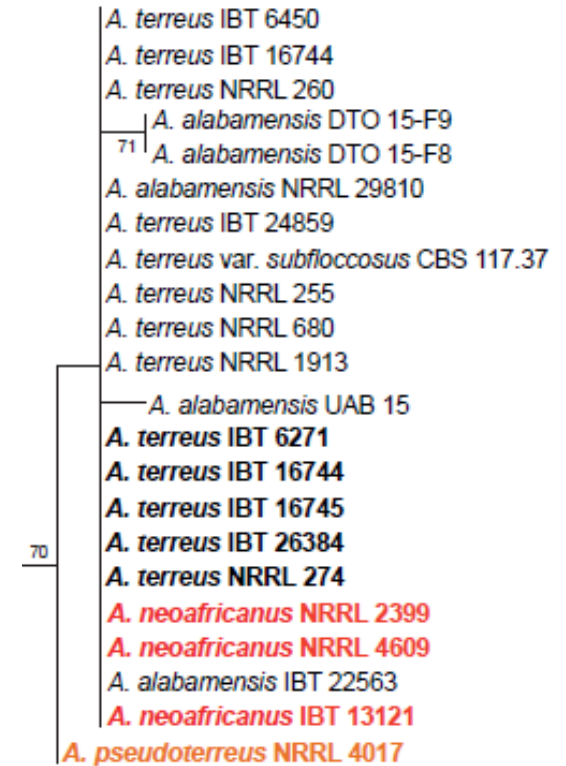 A. terreus IBT 6450
A. terreus IBT 16744
A. terreus NRRL 260
A. alabamensis DTO 15-F9
71
A. alabamensis DTO 15-F8
A. alabamensis NRRL 29810
A. terreus IBT 24859
A. terreus var. subfloccosus CBS 117.37
A. terreus NRRL 255
A. terreus NRRL 680
A. terreus NRRL 1913
A. alabamensis UAB 15
A. terreus IBT 6271
A. terreus IBT 16744
A. terreus IBT 16745
A. terreus IBT 26384
70
A. terreus NRRL 274
A. neoafricanus NRRL 2399
A. neoafricanus NRRL 4609
A. alabamensis IBT 22563
A. neoafricanus IBT 13121
A. pseudoterreus NRRL 4017